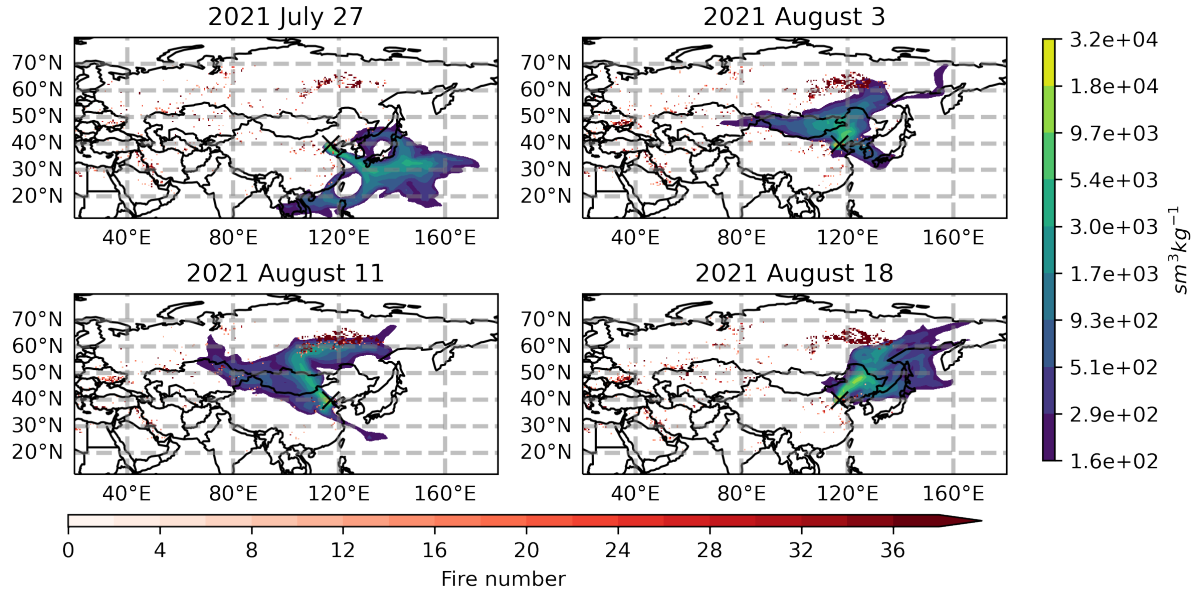 2021 July 27
2021 August 3
70°N
60°N
50°N
40°N
30°N
20°N
40°E 80°E 120°E 160°E
70°N
60°N
50°N
40°N
30°N
20°N
40°E 80°E 120°E 160°E
2021 August 11
2021 August 18
70°N
60°N
50°N
40°N
30°N
20°N
40°E 80°E 120°E 160°E
70°N
60°N
50°N
40°N
30°N
20°N
40°E 80°E 120°E 160°E
3.2e+04
1.8e+04
9.7e+03
5.4e+03
3.0e+03
1.7e+03
9.3e+02
5.1e+02
2.9e+02
1.6e+02
sm³kg⁻¹
0 4 8 12 16 20 24 28 32 36
Fire number